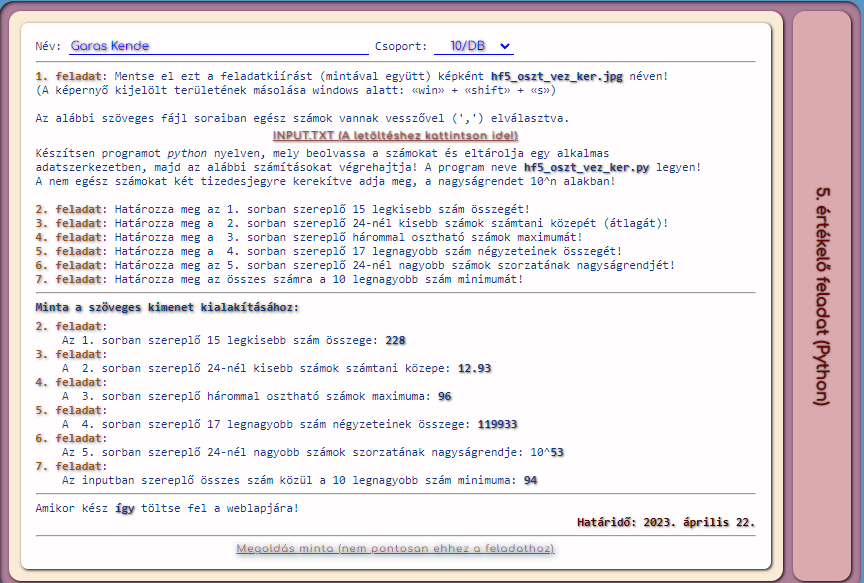 Név: Garas Kende Csoport: 10/DB
1. feladat: Mentse el ezt a feladatkiírást (mintával együtt) képként hf5_oszt_vez_ker.jpg néven!
(A képernyő kijelölt területének másolása windows alatt: «win» + «shift» + «s»)
Az alábbi szöveges fájl soraiban egész számok vannak vesszővel (',') elválasztva.
INPUT.TXT (A letöltéshez kattintson ide!)
Készítsen programot python nyelven, mely beolvassa a számokat és eltárolja egy alkalmas
adatszerkezetben, majd az alábbi számításokat végrehajtja! A program neve hf5_oszt_vez_ker.py legyen!
A nem egész számokat két tizedesjegyre kerekítve adja meg, a nagyságrendet 10^n alakban!
2. feladat: Határozza meg az 1. sorban szereplő 15 legkisebb szám összegét!
3. feladat: Határozza meg a 2. sorban szereplő 24-nél kisebb számok számtani közepét (átlagát)!
4. feladat: Határozza meg a 3. sorban szereplő hárommal osztható számok maximumát!
5. feladat: Határozza meg a 4. sorban szereplő 17 legnagyobb szám négyzeteinek összegét!
6. feladat: Határozza meg az 5. sorban szereplő 24-nél nagyobb számok szorzatának nagyságrendjét!
7. feladat: Határozza meg az összes számra a 10 legnagyobb szám minimumát!
Minta a szöveges kimenet kialakításához:
2. feladat:
Az 1. sorban szereplő 15 legkisebb szám összege: 228
3. feladat:
A 2. sorban szereplő 24-nél kisebb számok számtani közepe: 12.93
4. feladat:
A 3. sorban szereplő hárommal osztható számok maximuma: 96
5. feladat:
A 4. sorban szereplő 17 legnagyobb szám négyzeteinek összege: 119933
6. feladat:
Az 5. sorban szereplő 24-nél nagyobb számok szorzatának nagyságrendje: 10^53
7. feladat:
Az inputban szereplő összes szám közül a 10 legnagyobb szám minimuma: 94
Amikor kész így töltse fel a weblapjára!
Határidő: 2023. április 22.
Megoldás minta (nem pontosan ehhez a feladathoz)
5. értékelő feladat (Python)